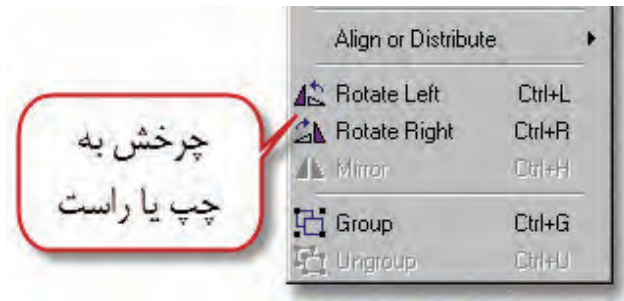 Align or Distribute
Rotate Left Ctrl+L
Rotate Right Ctrl+R
Mirror Ctrl+H
Group Ctrl+G
Ungroup Ctrl+U
چرخش به
چپ یا راست